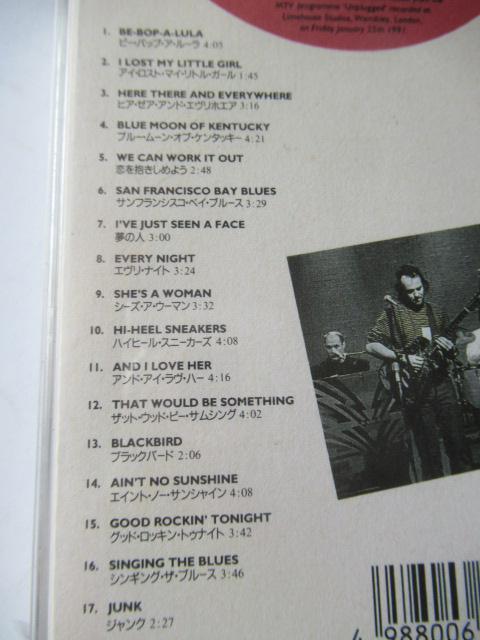 MTV programme 'Unplugged' recorded at
Limehouse Studios, Wembley, London,
on Friday January 25th 1991.
1. BE-BOP-A-LULA
ビー・バップ・ア・ルーラ 4:05
2. I LOST MY LITTLE GIRL
アイ・ロスト・マイ・リトル・ガール 1:45
3. HERE THERE AND EVERYWHERE
ヒア・ゼア・アンド・エヴリホエア 3:16
4. BLUE MOON OF KENTUCKY
ブルー・ムーン・オブ・ケンタッキー 4:21
5. WE CAN WORK IT OUT
恋を抱きしめよう 2:48
6. SAN FRANCISCO BAY BLUES
サンフランシスコ・ベイ・ブルース 3:29
7. I'VE JUST SEEN A FACE
夢の人 3:00
8. EVERY NIGHT
エヴリ・ナイト 3:24
9. SHE'S A WOMAN
シーズ・ア・ウーマン 3:32
10. HI-HEEL SNEAKERS
ハイヒール・スニーカーズ 4:08
11. AND I LOVE HER
アンド・アイ・ラヴ・ハー 4:16
12. THAT WOULD BE SOMETHING
ザット・ウッド・ビー・サムシング 4:02
13. BLACKBIRD
ブラックバード 2:06
14. AIN'T NO SUNSHINE
エイント・ノー・サンシャイン 4:08
15. GOOD ROCKIN' TONIGHT
グッド・ロッキン・トゥナイト 3:42
16. SINGING THE BLUES
シンギング・ザ・ブルース 3:46
17. JUNK
ジャンク 2:27
4 988006